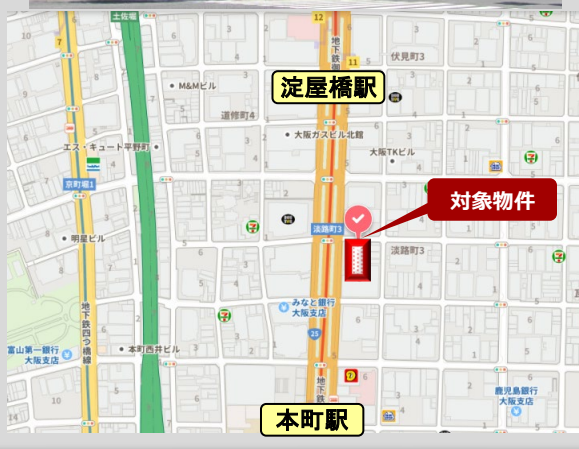 土佐堀
12
10
7
6
3
地下鉄御
11
伏見町3
淀屋橋駅
M&Mビル
道修町4
大阪ガスビル北館
エス・キュート平野町
大阪TKビル
京町堀1
対象物件
淡路町3
淡路町3
明星ビル
みなと銀行
大阪支店
25
地下鉄四つ橋線
富山第一銀行
大阪支店
本町西井ビル
地下鉄
鹿児島銀行
大阪支店
10
14
本町駅